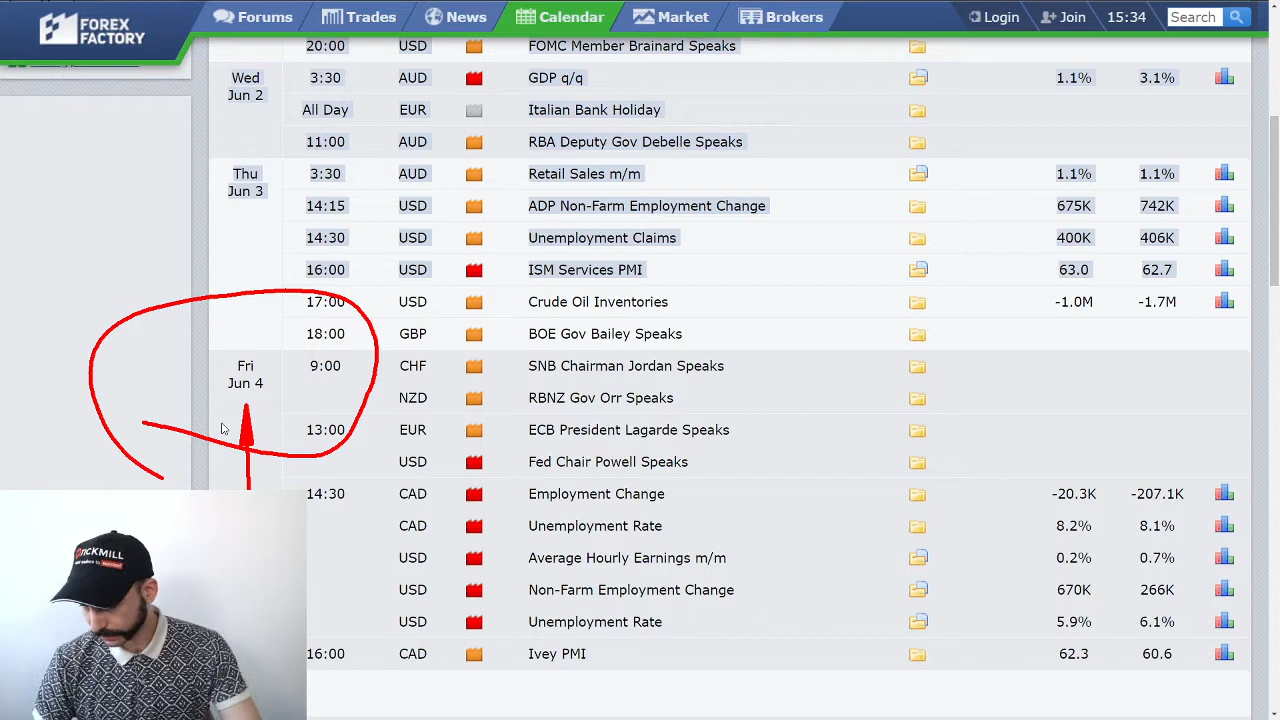 FOREX FACTORY
Forums Trades News Calendar Market Brokers Login Join 15:34 Search
20:00 USD FOMC Member Brainard Speaks
Wed Jun 2 3:30 AUD GDP q/q 1.1% 3.1%
All Day EUR Italian Bank Holiday
11:00 AUD RBA Deputy Gov Debelle Speaks
Thu Jun 3 3:30 AUD Retail Sales m/m 1.1% 1.1%
14:15 USD ADP Non-Farm Employment Change 675K 742K
14:30 USD Unemployment Claims 400K 406K
16:00 USD ISM Services PMI 63.0 62.7
17:00 USD Crude Oil Inventories -1.0M -1.7M
18:00 GBP BOE Gov Bailey Speaks
Fri Jun 4 9:00 CHF SNB Chairman Jordan Speaks
NZD RBNZ Gov Orr Speaks
13:00 EUR ECB President Lagarde Speaks
USD Fed Chair Powell Speaks
14:30 CAD Employment Change -20.3K -207.1K
CAD Unemployment Rate 8.2% 8.1%
USD Average Hourly Earnings m/m 0.2% 0.7%
USD Non-Farm Employment Change 670K 266K
USD Unemployment Rate 5.9% 6.1%
16:00 CAD Ivey PMI 62.3 60.6
TICKMILL